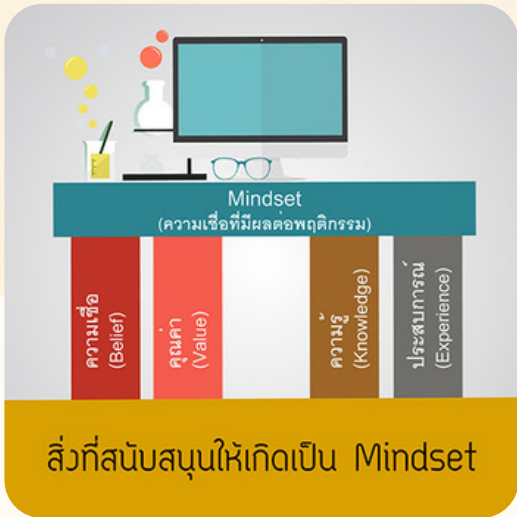 Mindset
(ความเชื่อที่มีผลต่อพฤติกรรม)
ความเชื่อ
(Belief)
คุณค่า
(Value)
ความรู้
(Knowledge)
ประสบการณ์
(Experience)
สิ่งที่สนับสนุนให้เกิดเป็น Mindset